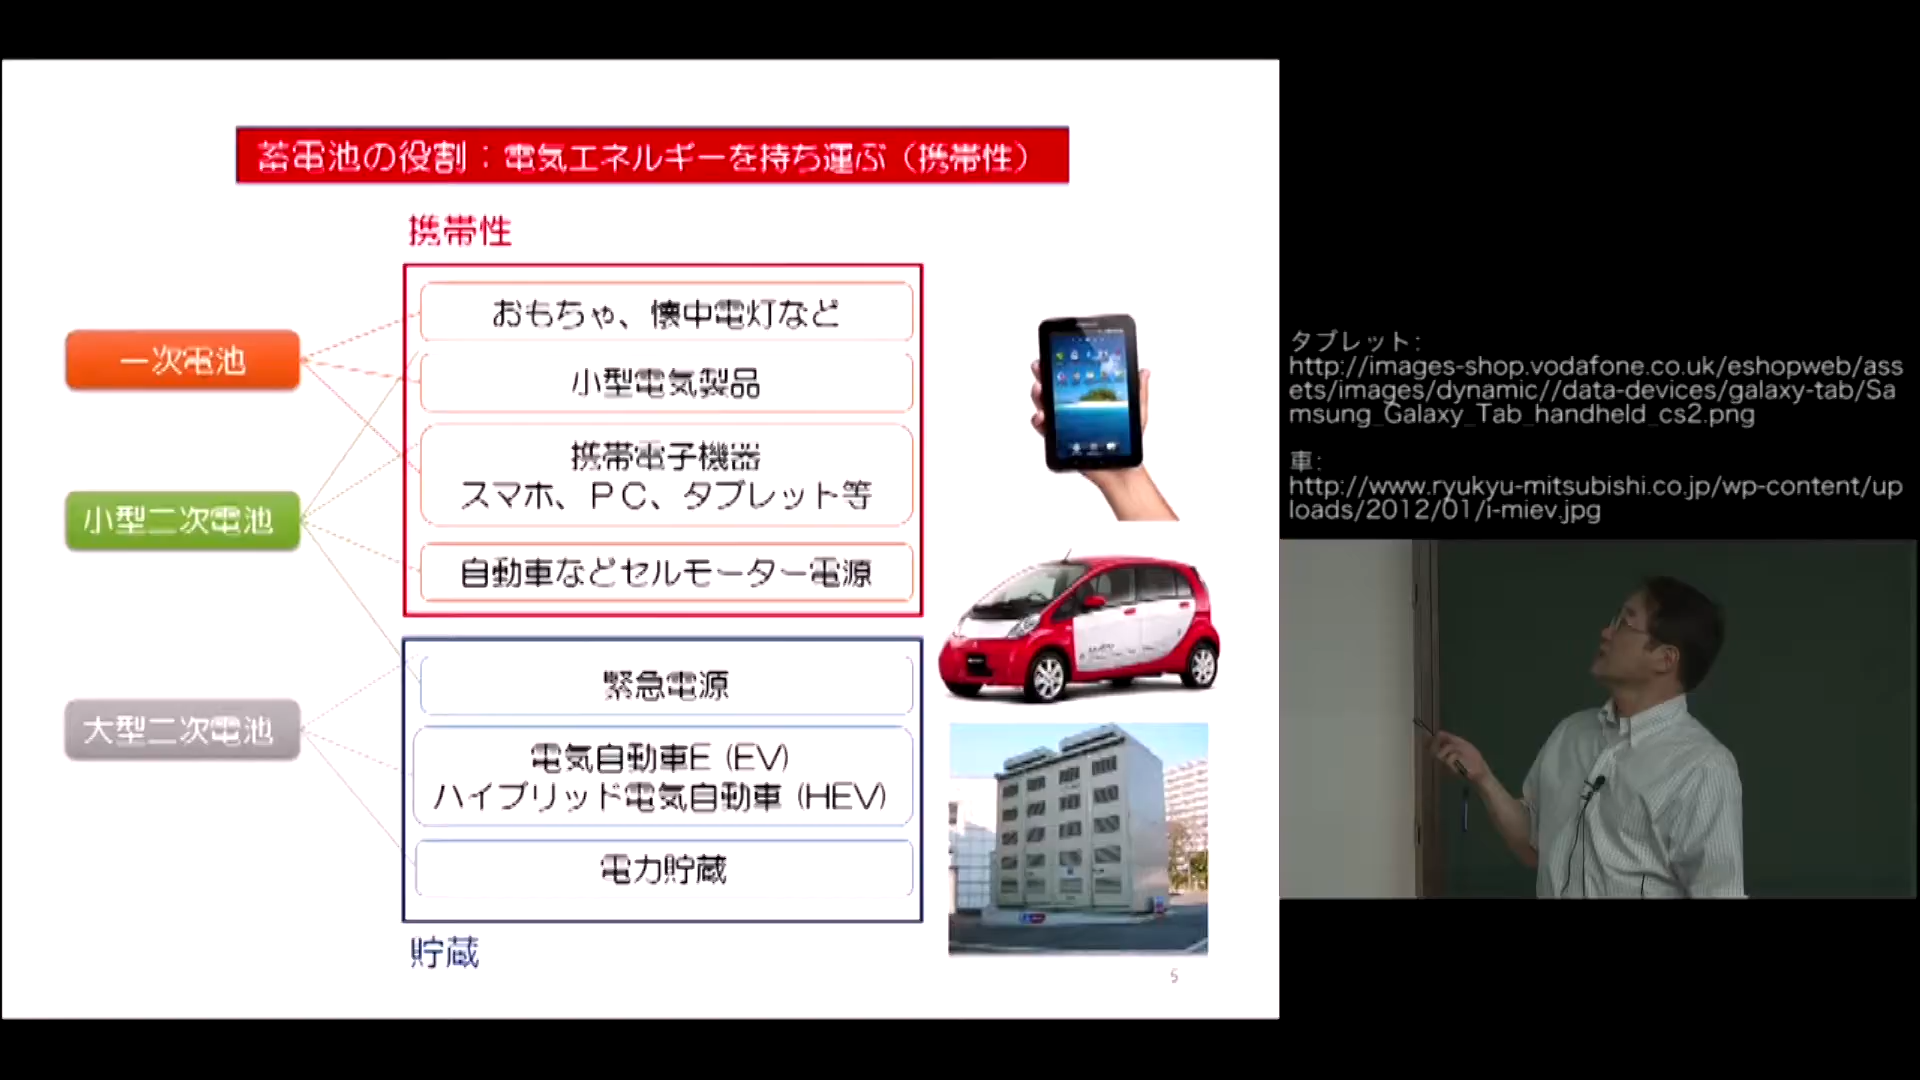 蓄電池の役割：電気エネルギーを持ち運ぶ（携帯性）
携帯性
一次電池
小型二次電池
大型二次電池
おもちゃ、懐中電灯など
小型電気製品
携帯電子機器
スマホ、ＰＣ、タブレット等
自動車などセルモーター電源
緊急電源
電気自動車E (EV)
ハイブリッド電気自動車 (HEV)
電力貯蔵
貯蔵
5
タブレット：
http://images-shop.vodafone.co.uk/eshopweb/ass
ets/images/dynamic//data-devices/galaxy-tab/Sa
msung_Galaxy_Tab_handheld_cs2.png
車：
http://www.ryukyu-mitsubishi.co.jp/wp-content/up
loads/2012/01/i-miev.jpg